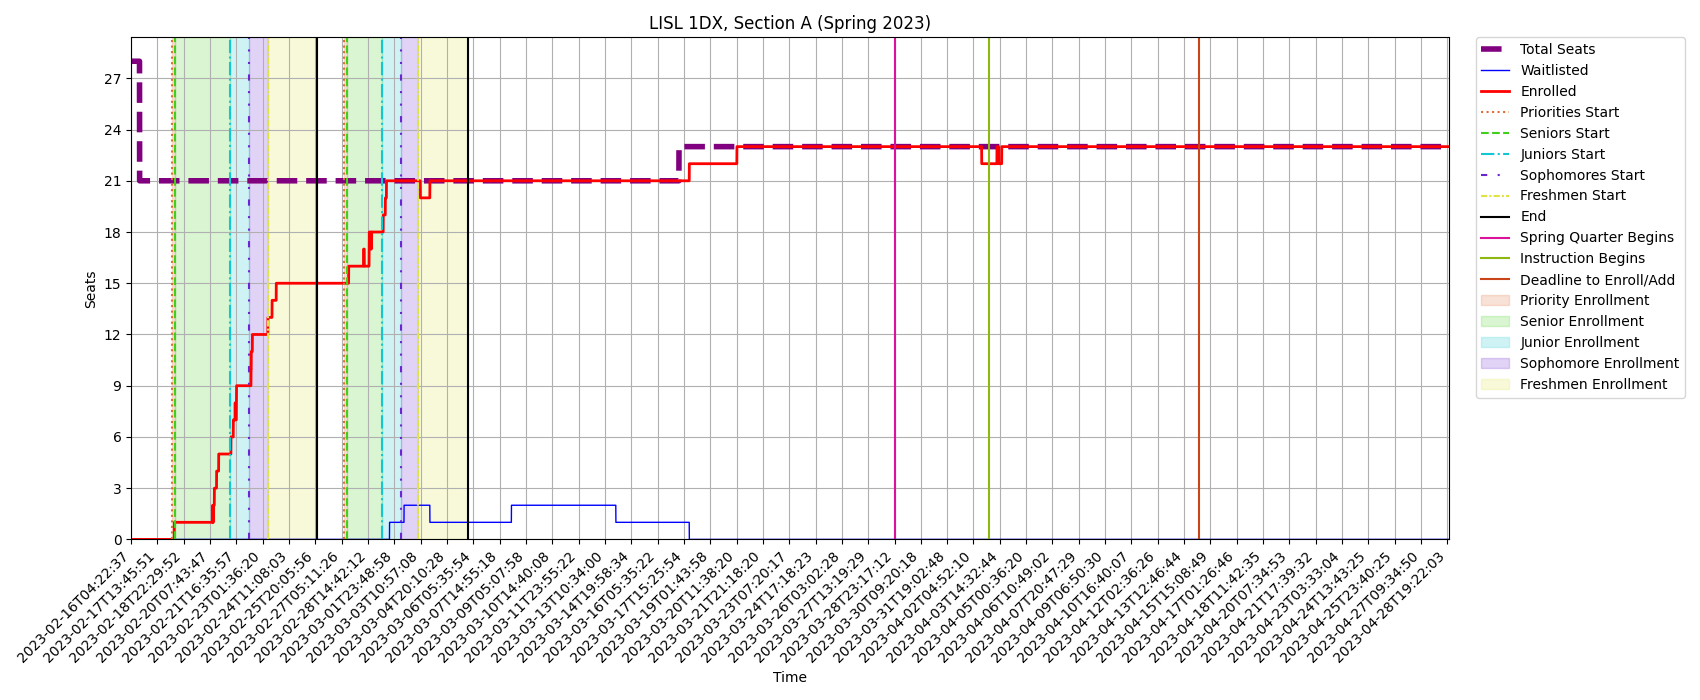 LISL 1DX, Section A (Spring 2023)
27
24
21
18
15
12
9
6
3
0
Seats
2023-02-16T04:22:37
2023-02-17T13:45:51
2023-02-18T22:29:52
2023-02-20T07:43:47
2023-02-21T16:35:57
2023-02-23T01:36:20
2023-02-24T11:08:03
2023-02-25T20:05:56
2023-02-27T05:11:26
2023-02-28T14:42:12
2023-03-01T23:48:58
2023-03-03T10:57:08
2023-03-04T20:10:28
2023-03-06T05:35:54
2023-03-07T14:55:18
2023-03-09T05:07:58
2023-03-10T14:40:08
2023-03-11T23:55:22
2023-03-13T10:34:00
2023-03-14T19:58:34
2023-03-16T05:35:22
2023-03-17T15:25:54
2023-03-19T01:43:58
2023-03-20T11:38:20
2023-03-21T21:18:20
2023-03-23T07:20:17
2023-03-24T17:18:23
2023-03-26T03:02:28
2023-03-27T13:19:29
2023-03-28T23:17:12
2023-03-30T09:20:18
2023-03-31T19:02:48
2023-04-02T04:52:10
2023-04-03T14:32:44
2023-04-05T00:36:20
2023-04-06T10:49:02
2023-04-07T20:47:29
2023-04-09T06:50:30
2023-04-10T16:40:07
2023-04-12T02:36:26
2023-04-13T12:46:44
2023-04-15T15:08:49
2023-04-17T01:26:46
2023-04-18T11:42:35
2023-04-20T07:34:53
2023-04-21T17:39:32
2023-04-23T03:33:04
2023-04-24T13:43:25
2023-04-25T23:40:25
2023-04-27T09:34:50
2023-04-28T19:22:03
Time
Total Seats
Waitlisted
Enrolled
Priorities Start
Seniors Start
Juniors Start
Sophomores Start
Freshmen Start
End
Spring Quarter Begins
Instruction Begins
Deadline to Enroll/Add
Priority Enrollment
Senior Enrollment
Junior Enrollment
Sophomore Enrollment
Freshmen Enrollment